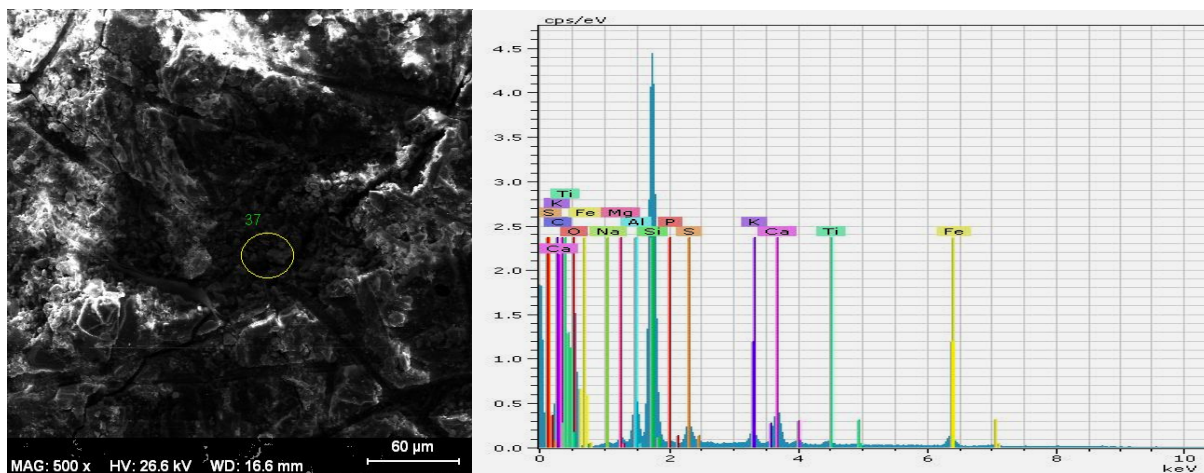 37
60 µm
MAG: 500 x HV: 26.6 kV WD: 16.6 mm
cps/eV
4.5
4.0
3.5
3.0
2.5
2.0
1.5
1.0
0.5
0.0
Ti
K
S Fe Mg
C Al P K
O Na Si S Ca Ti Fe
Ca
0 2 4 6 8 10
keV